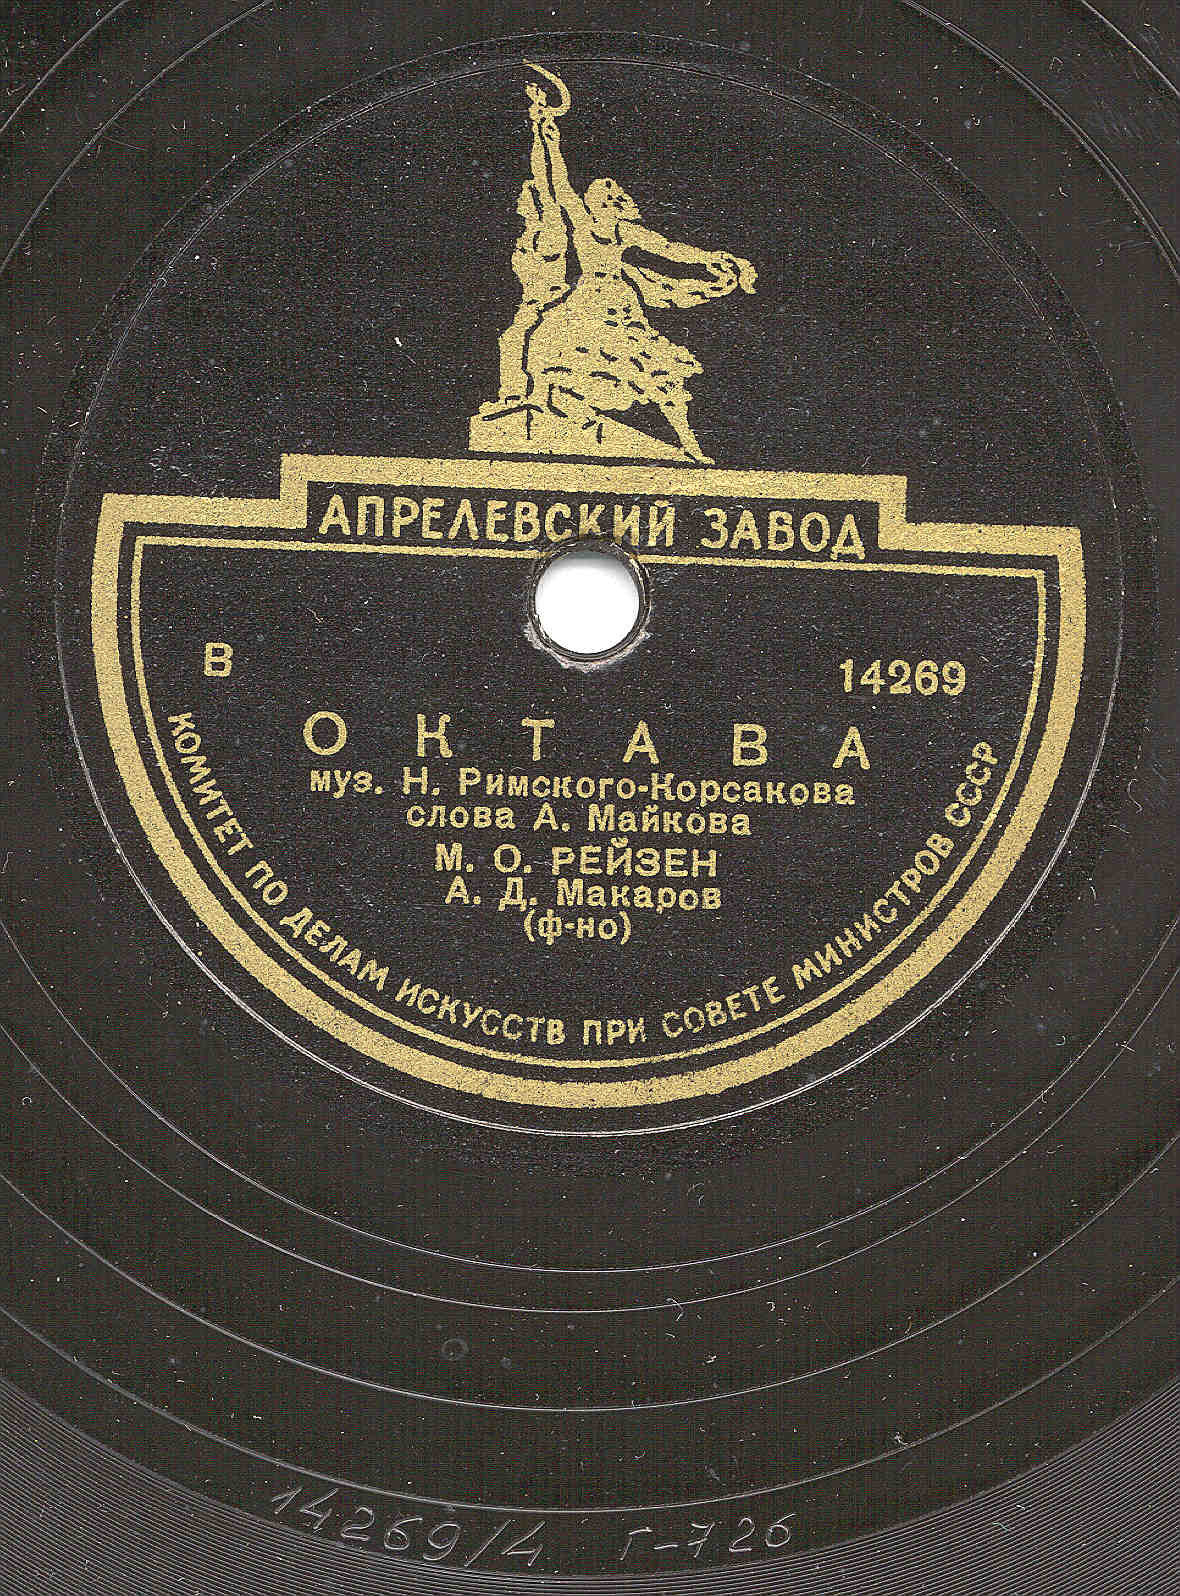 АПРЕЛЕВСКИЙ ЗАВОД
В 14269
ОКТАВА
муз. Н. Римского-Корсакова
слова А. Майкова
М. О. РЕЙЗЕН
А. Д. Макаров
(ф-но)
КОМИТЕТ ПО ДЕЛАМ ИСКУССТВ ПРИ СОВЕТЕ МИНИСТРОВ СССР
14269/4 Г-726